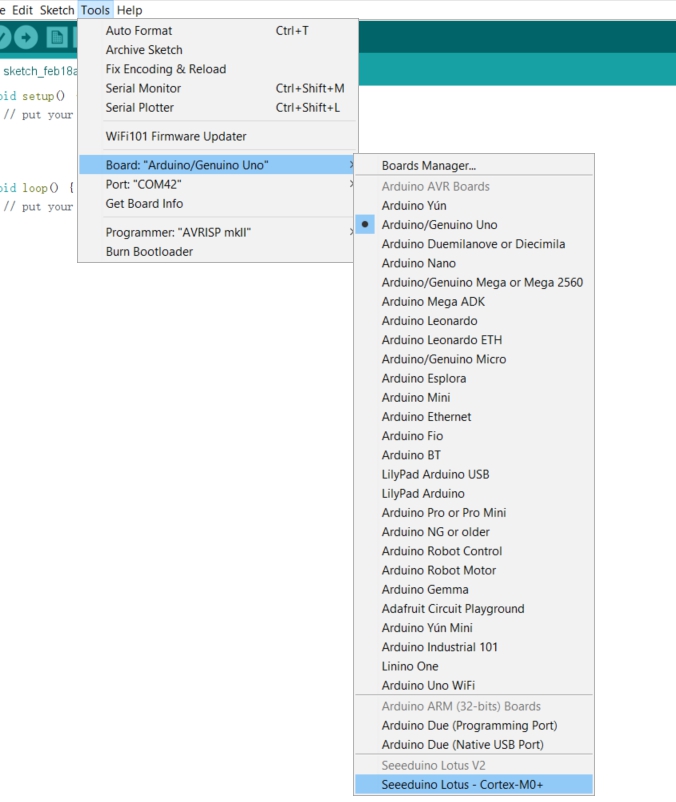 e Edit Sketch Tools Help
sketch_feb18a
oid setup()
// put your
oid loop() {
// put your
Auto Format Ctrl+T
Archive Sketch
Fix Encoding & Reload
Serial Monitor Ctrl+Shift+M
Serial Plotter Ctrl+Shift+L
WiFi101 Firmware Updater
Board: "Arduino/Genuino Uno"
Port: "COM42"
Get Board Info
Programmer: "AVRISP mkII"
Burn Bootloader
Boards Manager...
Arduino AVR Boards
Arduino Yún
Arduino/Genuino Uno
Arduino Duemilanove or Diecimila
Arduino Nano
Arduino/Genuino Mega or Mega 2560
Arduino Mega ADK
Arduino Leonardo
Arduino Leonardo ETH
Arduino/Genuino Micro
Arduino Esplora
Arduino Mini
Arduino Ethernet
Arduino Fio
Arduino BT
LilyPad Arduino USB
LilyPad Arduino
Arduino Pro or Pro Mini
Arduino NG or older
Arduino Robot Control
Arduino Robot Motor
Arduino Gemma
Adafruit Circuit Playground
Arduino Yún Mini
Arduino Industrial 101
Linino One
Arduino Uno WiFi
Arduino ARM (32-bits) Boards
Arduino Due (Programming Port)
Arduino Due (Native USB Port)
Seeeduino Lotus V2
Seeeduino Lotus - Cortex-M0+